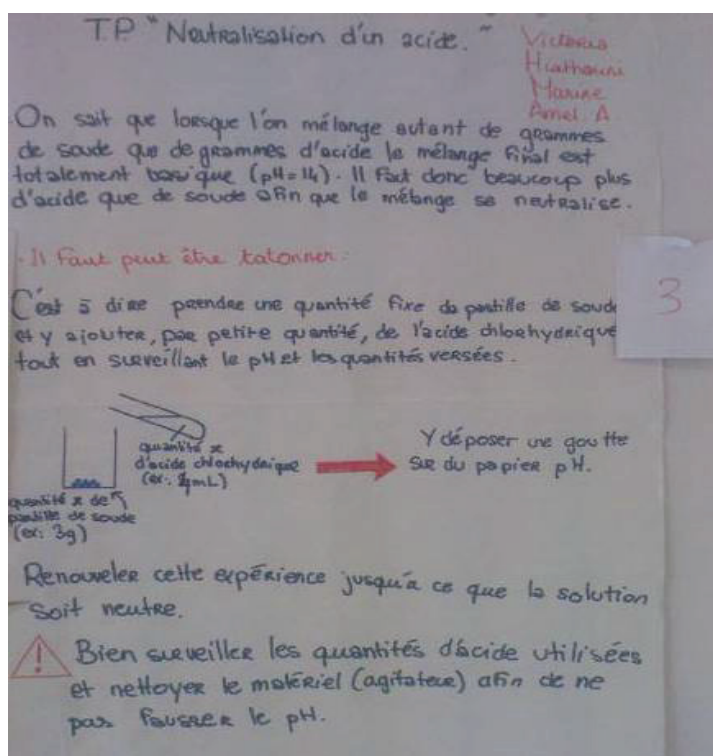 TP "Neutralisation d'un acide."
Victoria
Marine
Amel. A
On sait que lorsque l'on mélange autant de grammes
de soude que de grammes d'acide le mélange final est
totalement basique (pH=14). Il faut donc beaucoup plus
d'acide que de soude afin que le mélange se neutralise.
. Il faut peut être tatonner:
C'est à dire prendre une quantité fixe de pastille de soude
et y ajouter, par petite quantité, de l'acide chlorhydrique
tout en surveillant le pH et les quantités versées.
3
quantité x
d'acide chlorhydrique
(ex: mL)
quantité x de
pastille de soude
(ex: 3g)
Y déposer une goutte
sur du papier pH.
Renouveler cette expérience jusqu'à ce que la solution
soit neutre.
! Bien surveiller les quantités d'acide utilisées
et nettoyer le matériel (agitateur) afin de ne
pas fausser le pH.